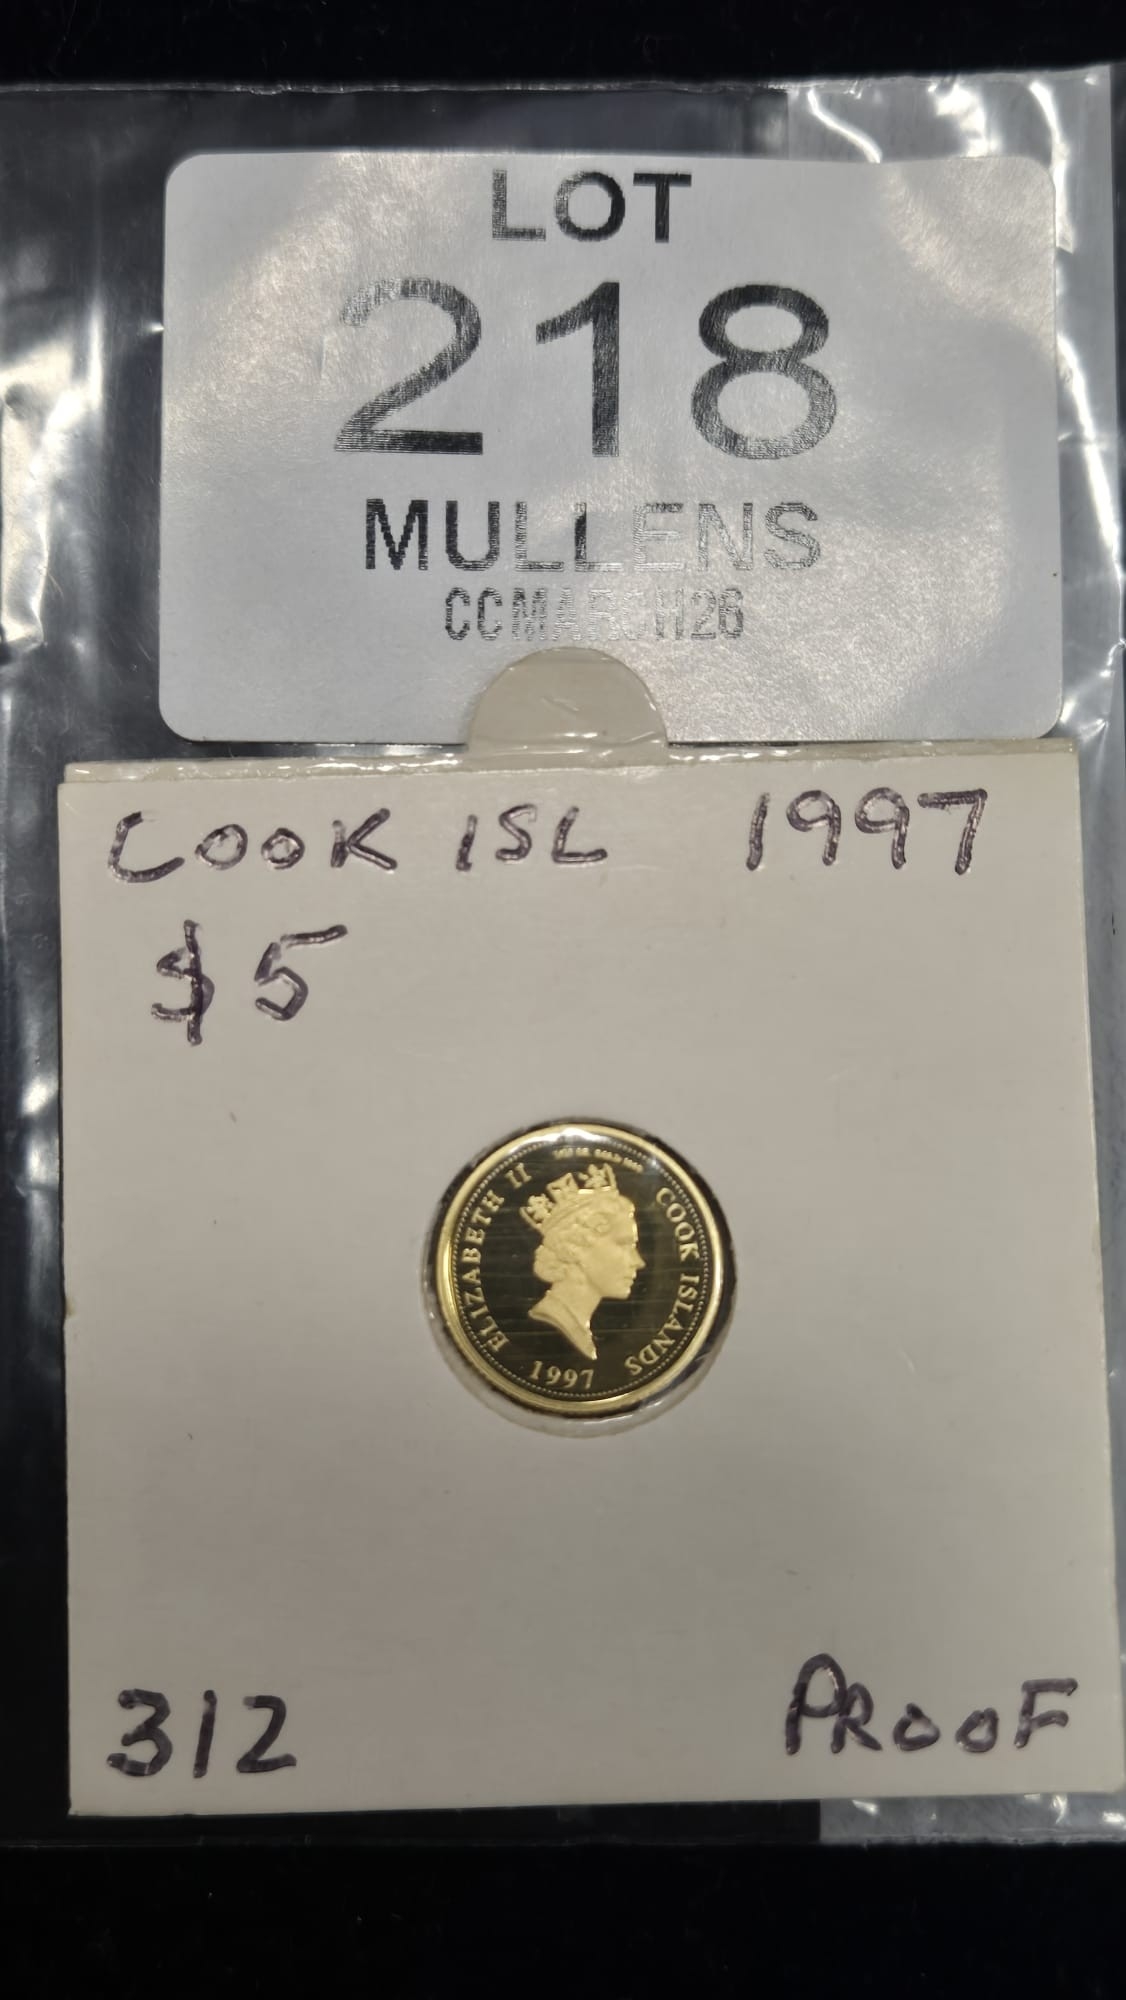 LOT
218
MULLENS
CCMARCH26
COOK ISL 1997
$5
ELIZABETH II
COOK ISLANDS
1997
312 PROOF